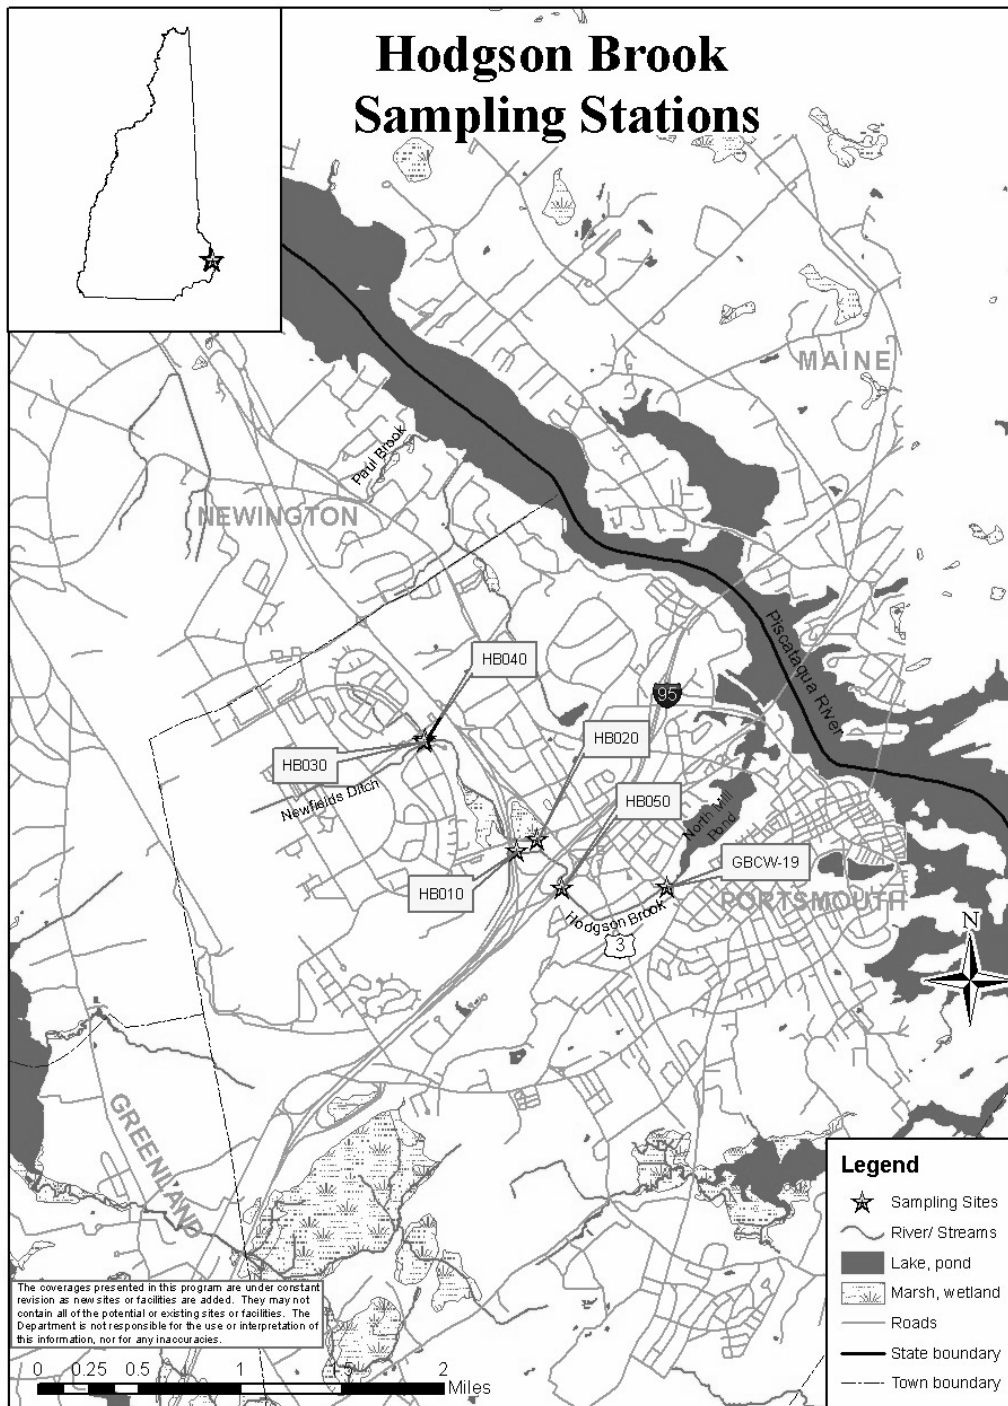 Hodgson Brook
Sampling Stations
MAINE
Paul Brook
NEWINGTON
Piscataqua River
HB040
95
HB020
HB030
Newfields Ditch
HB050
North Mill
Pond
GBCW-19
HB010
PORTSMOUTH
Hodgson Brook
3
N
GREENLAND
Legend
Sampling Sites
River/ Streams
Lake, pond
Marsh, wetland
Roads
State boundary
Town boundary
The coverages presented in this program are under constant
revision as new sites or facilities are added. They may not
contain all of the potential or existing sites or facilities. The
Department is not responsible for the use or interpretation of
this information, nor for any inaccuracies.
0 0.25 0.5 1 1.5 2
Miles